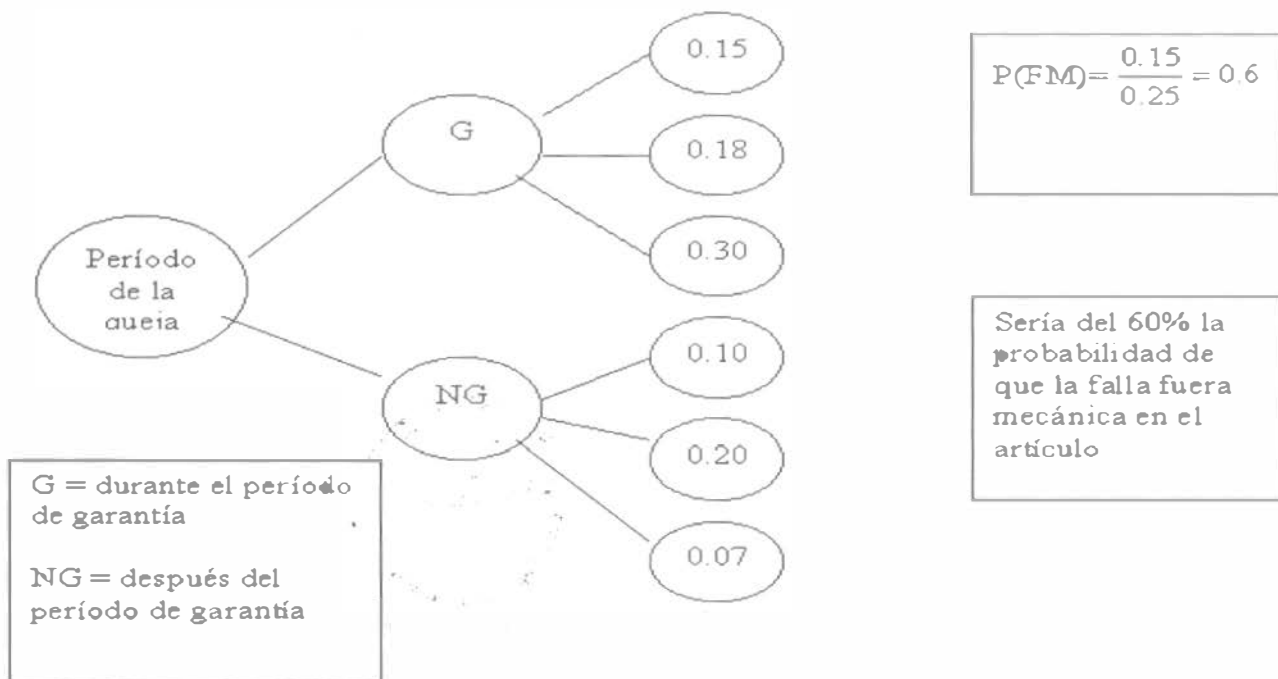 Período
de la
queja
G
NG
0.15
0.18
0.30
0.10
0.20
0.07
G = durante el período
de garantía
NG = después del
período de garantía
P(FM)= 0.15/0.25 = 0.6
Sería del 60% la
probabilidad de
que la falla fuera
mecánica en el
artículo